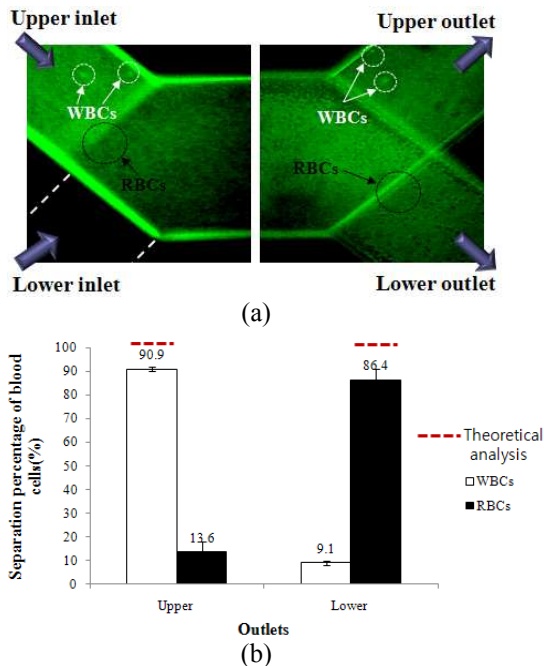 Upper inlet
Upper outlet
WBCs
WBCs
RBCs
RBCs
Lower inlet
Lower outlet
(a)
Separation percentage of blood
cells(%)
100
90
80
70
60
50
40
30
20
10
0
90.9
13.6
9.1
86.4
Upper
Lower
Outlets
Theoretical
analysis
WBCs
RBCs
(b)